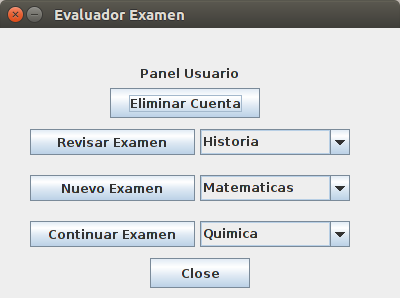 Evaluador Examen
Panel Usuario
Eliminar Cuenta
Revisar Examen Historia
Nuevo Examen Matematicas
Continuar Examen Quimica
Close